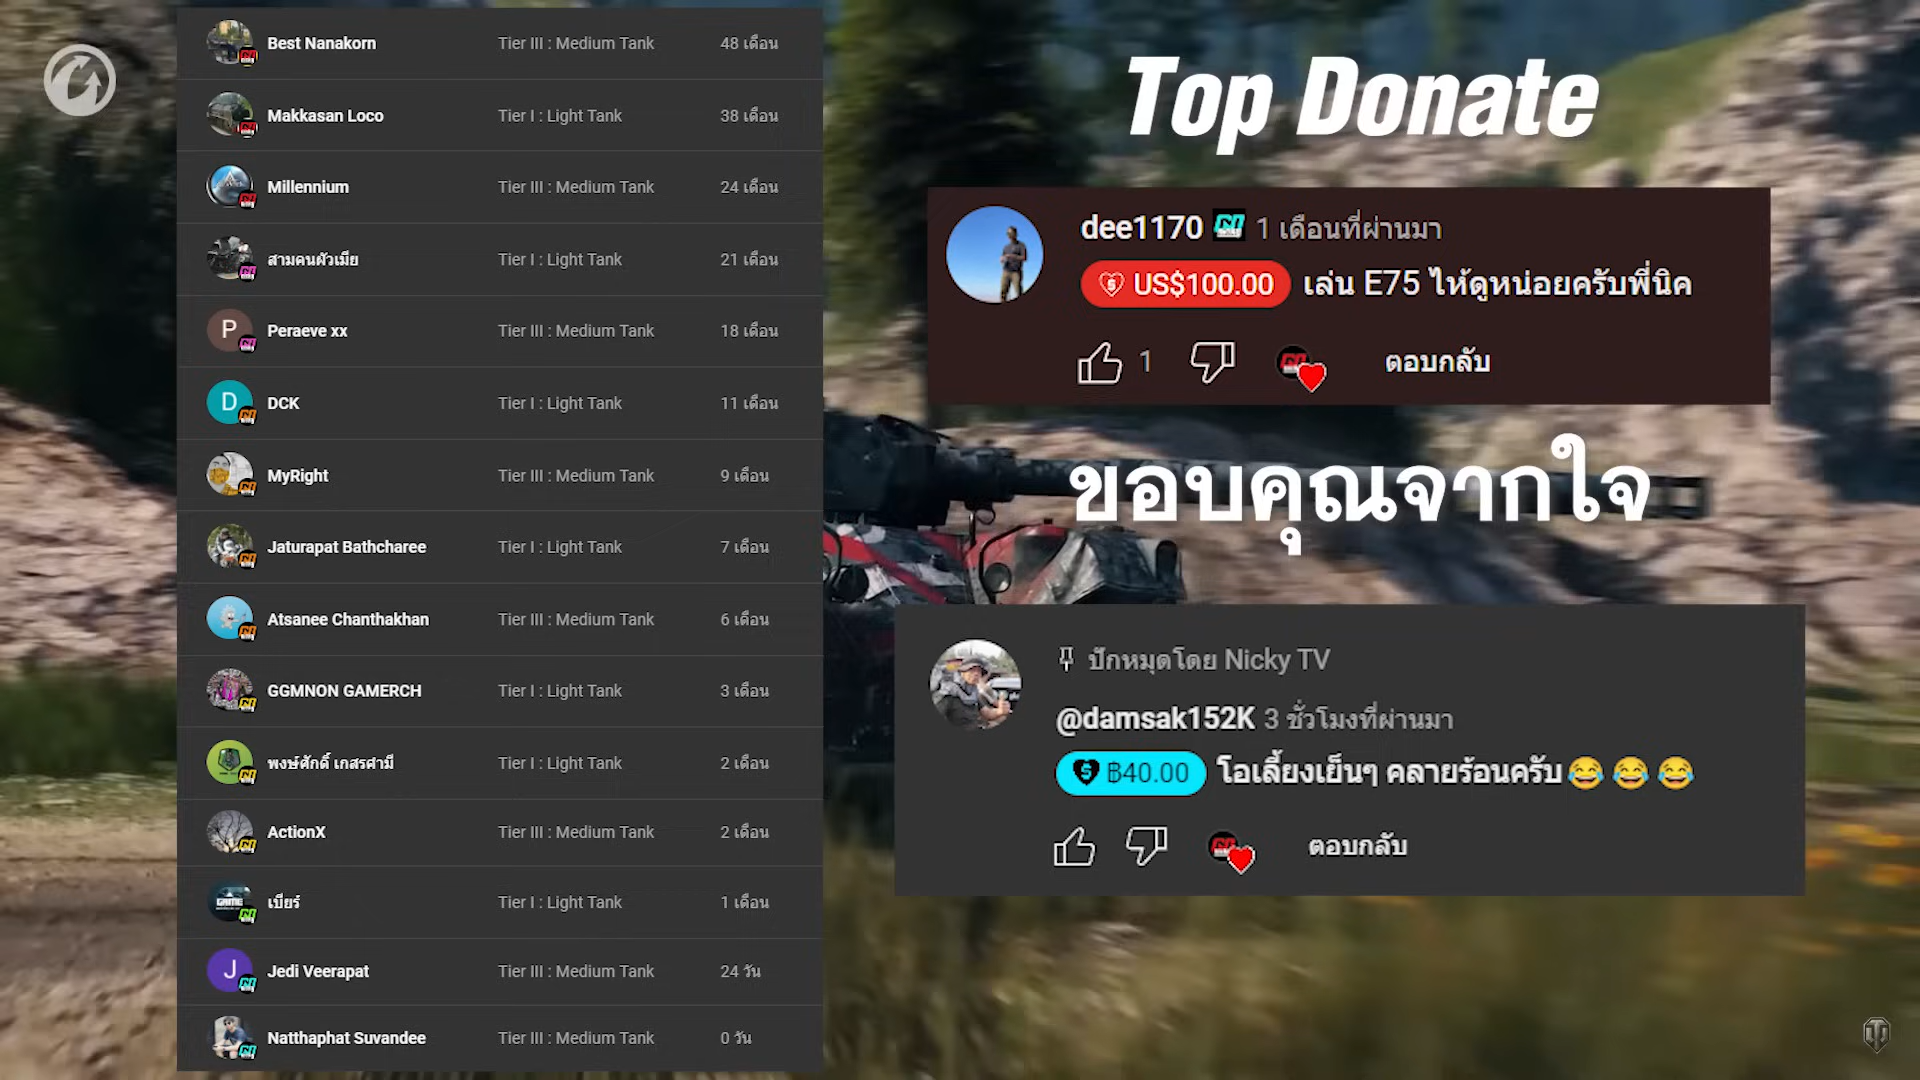 Best Nanakorn Tier III : Medium Tank 48 เดือน
Makkasan Loco Tier I : Light Tank 38 เดือน
Millennium Tier III : Medium Tank 24 เดือน
สามคนผัวเมีย Tier I : Light Tank 21 เดือน
P Peraeve xx Tier III : Medium Tank 18 เดือน
D DCK Tier I : Light Tank 11 เดือน
MyRight Tier III : Medium Tank 9 เดือน
Jaturapat Bathcharee Tier I : Light Tank 7 เดือน
Atsanee Chanthakhan Tier III : Medium Tank 6 เดือน
GGMNON GAMERCH Tier I : Light Tank 3 เดือน
พงษ์ศักดิ์ เกสรศามี Tier I : Light Tank 2 เดือน
ActionX Tier III : Medium Tank 2 เดือน
เบียร์ Tier I : Light Tank 1 เดือน
J Jedi Veerapat Tier III : Medium Tank 24 วัน
Natthaphat Suvandee Tier III : Medium Tank 0 วัน
Top Donate
dee1170 1 เดือนที่ผ่านมา
US$100.00 เล่น E75 ไห้ดูหน่อยครับพี่นิค
1 ตอบกลับ
ขอบคุณจากใจ
ปักหมุดโดย Nicky TV
@damsak152K 3 ชั่วโมงที่ผ่านมา
฿40.00 โอเลี้ยงเย็นๆ คลายร้อนครับ😂😂😂
ตอบกลับ